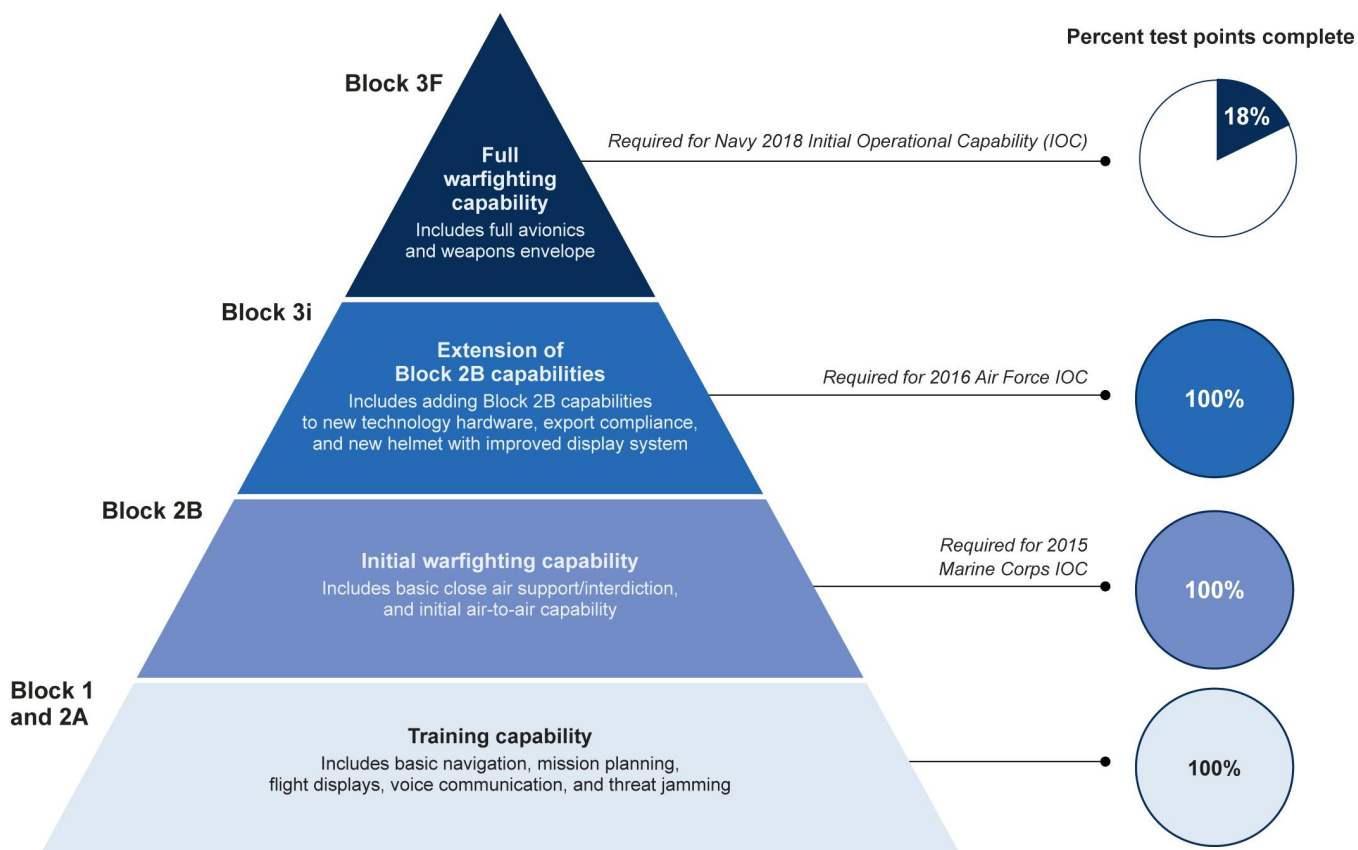 Percent test points complete
Block 3F
18%
Required for Navy 2018 Initial Operational Capability (IOC)
Full
warfighting
capability
Includes full avionics
and weapons envelope
Block 3i
Extension of
Block 2B capabilities
Includes adding Block 2B capabilities
to new technology hardware, export compliance,
and new helmet with improved display system
Required for 2016 Air Force IOC
100%
Block 2B
Initial warfighting capability
Includes basic close air support/interdiction,
and initial air-to-air capability
Required for 2015
Marine Corps IOC
100%
Block 1
and 2A
Training capability
Includes basic navigation, mission planning,
flight displays, voice communication, and threat jamming
100%